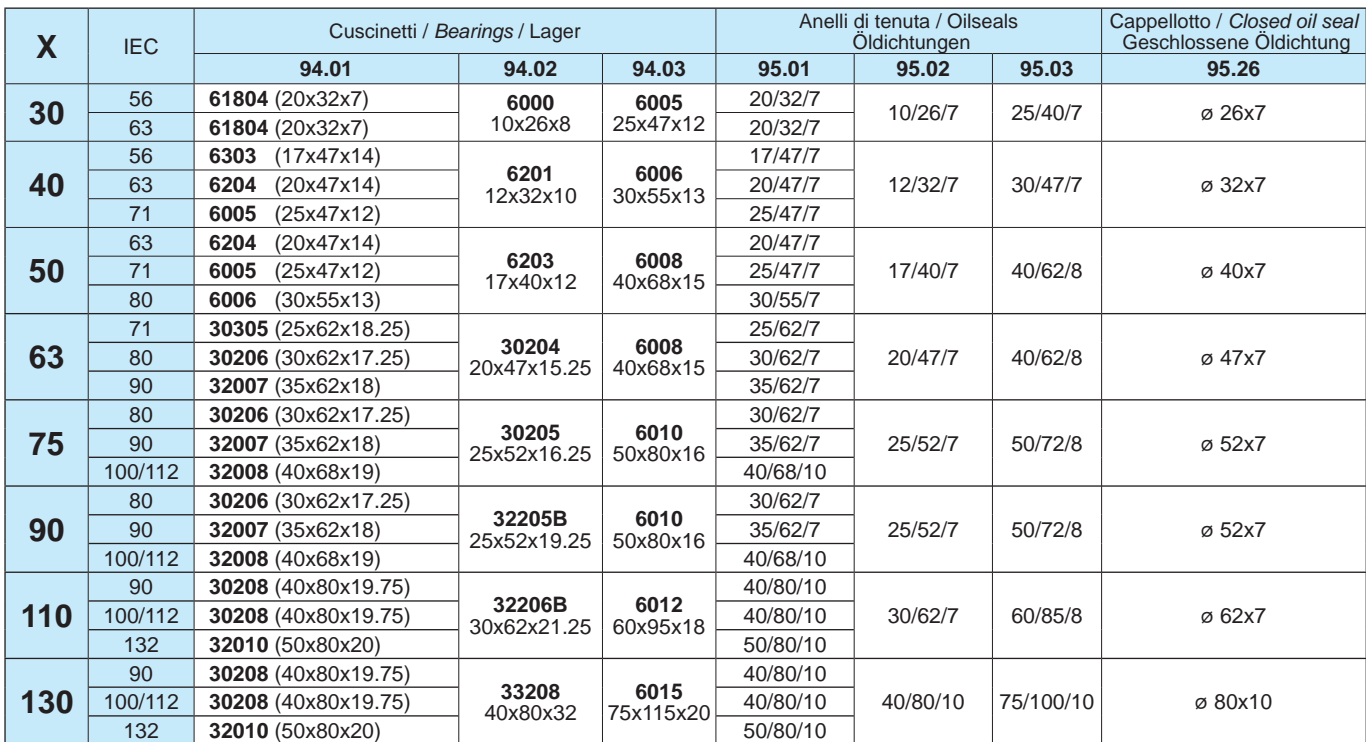 X IEC Cuscinetti / Bearings / Lager Anelli di tenuta / Oilseals Cappellotto / Closed oil seal
Öldichtungen Geschlossene Öldichtung
94.01 94.02 94.03 95.01 95.02 95.03 95.26
30 56 61804 (20x32x7) 6000 10x26x8 6005 25x47x12 20/32/7 10/26/7 25/40/7 ø 26x7
63 61804 (20x32x7) 20/32/7
40 56 6303 (17x47x14) 6201 12x32x10 6006 30x55x13 17/47/7 12/32/7 30/47/7 ø 32x7
63 6204 (20x47x14) 20/47/7
71 6005 (25x47x12) 25/47/7
50 63 6204 (20x47x14) 6203 17x40x12 6008 40x68x15 20/47/7 17/40/7 40/62/8 ø 40x7
71 6005 (25x47x12) 25/47/7
80 6006 (30x55x13) 30/55/7
63 71 30305 (25x62x18.25) 30204 20x47x15.25 6008 40x68x15 25/62/7 20/47/7 40/62/8 ø 47x7
80 30206 (30x62x17.25) 30/62/7
90 32007 (35x62x18) 35/62/7
75 80 30206 (30x62x17.25) 30205 25x52x16.25 6010 50x80x16 30/62/7 25/52/7 50/72/8 ø 52x7
90 32007 (35x62x18) 35/62/7
100/112 32008 (40x68x19) 40/68/10
90 80 30206 (30x62x17.25) 32205B 25x52x19.25 6010 50x80x16 30/62/7 25/52/7 50/72/8 ø 52x7
90 32007 (35x62x18) 35/62/7
100/112 32008 (40x68x19) 40/68/10
110 90 30208 (40x80x19.75) 32206B 30x62x21.25 6012 60x95x18 40/80/10 30/62/7 60/85/8 ø 62x7
100/112 30208 (40x80x19.75) 40/80/10
132 32010 (50x80x20) 50/80/10
130 90 30208 (40x80x19.75) 33208 40x80x32 6015 75x115x20 40/80/10 40/80/10 75/100/10 ø 80x10
100/112 30208 (40x80x19.75) 40/80/10
132 32010 (50x80x20) 50/80/10